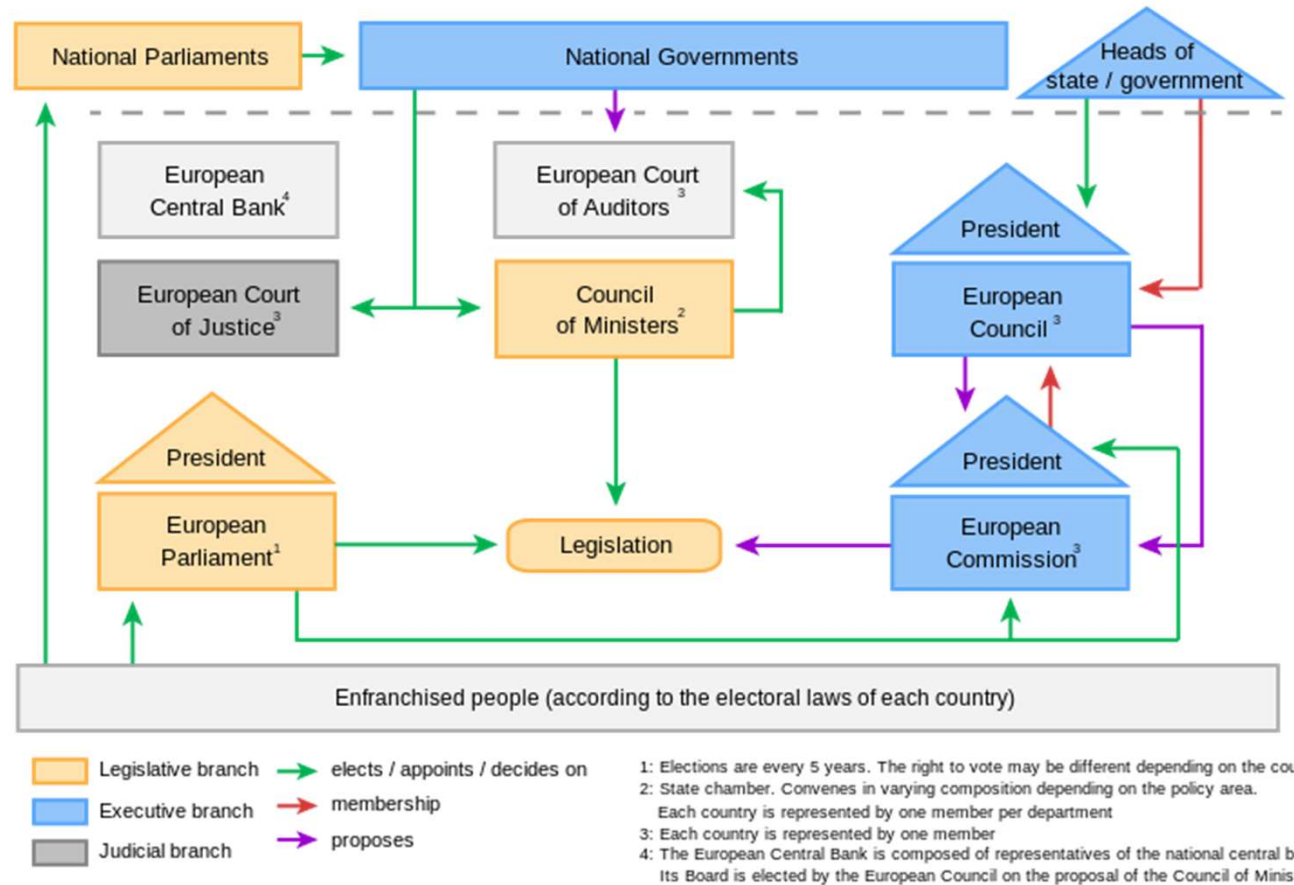 National Parliaments
National Governments
Heads of
state / government
European
Central Bank4
European Court
of Auditors 3
President
European Court
of Justice3
Council
of Ministers2
European
Council 3
President
President
European
Parliament1
Legislation
European
Commission3
Enfranchised people (according to the electoral laws of each country)
Legislative branch
Executive branch
Judicial branch
elects / appoints / decides on
membership
proposes
1: Elections are every 5 years. The right to vote may be different depending on the
2: State chamber. Convenes in varying composition depending on the policy area.
Each country is represented by one member per department
3: Each country is represented by one member
4: The European Central Bank is composed of representatives of the national central
Its Board is elected by the European Council on the proposal of the Council of